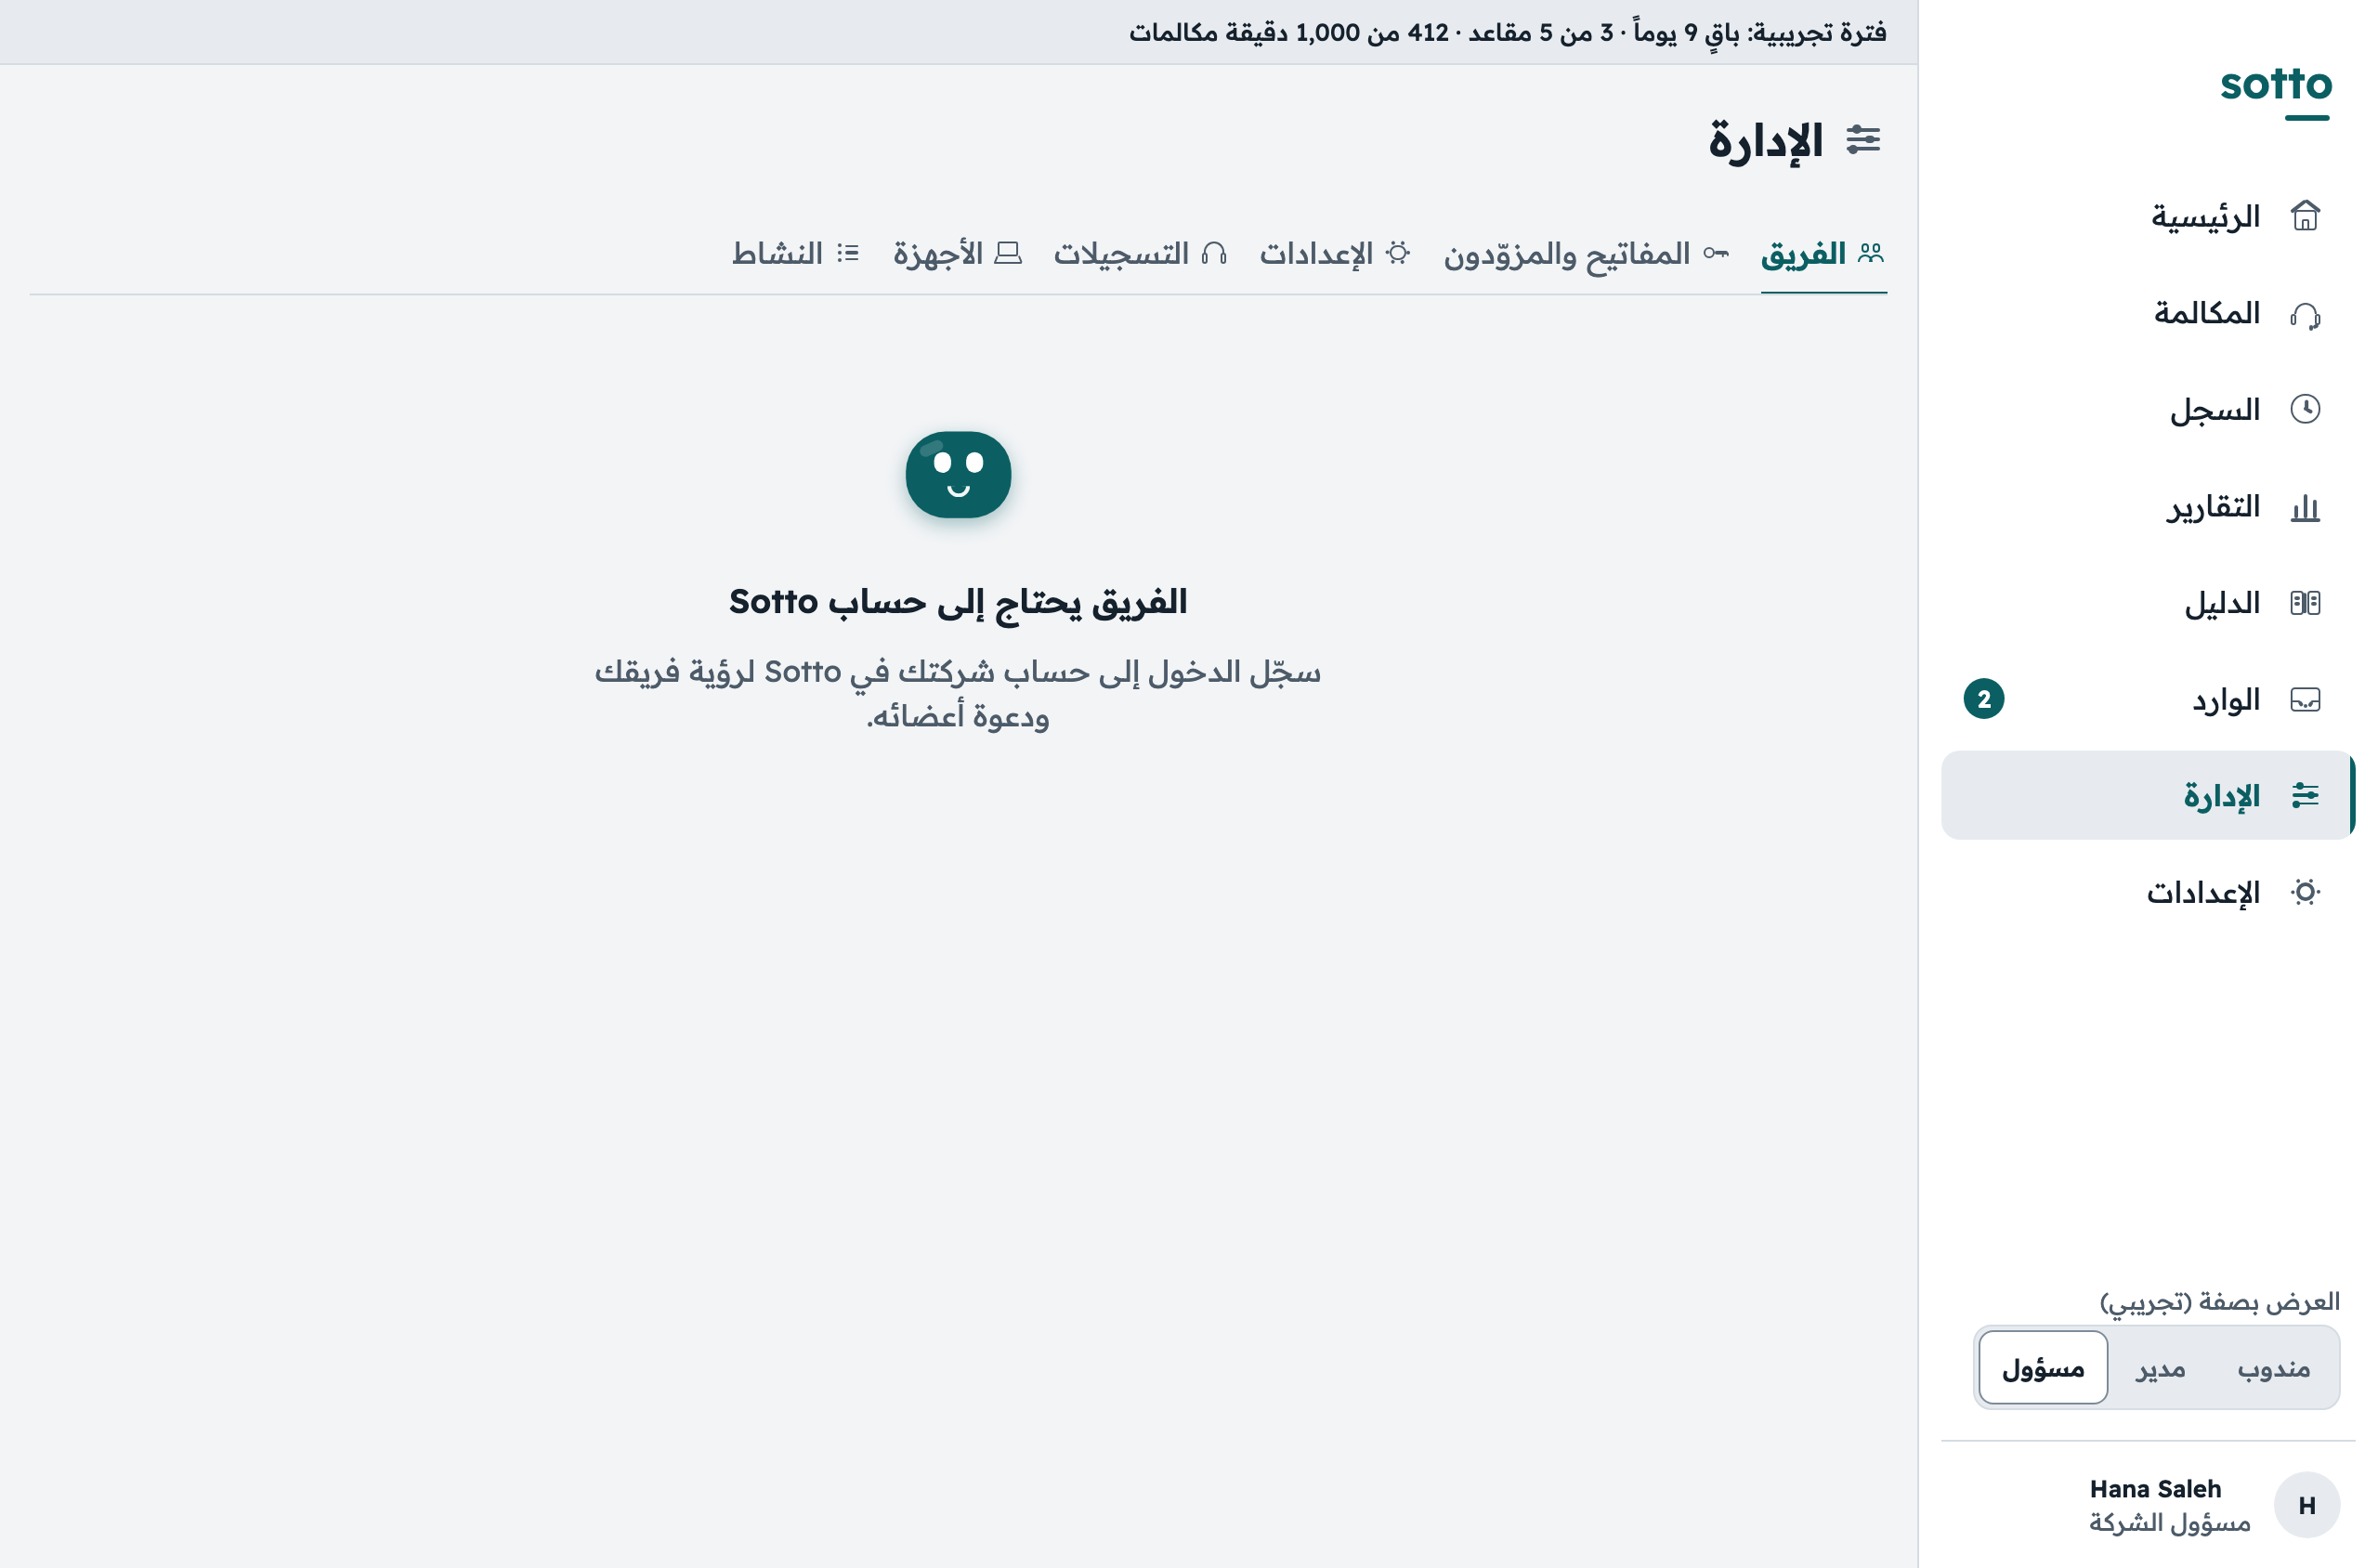 sotto
الرئيسية
المكالمة
السجل
التقارير
الدليل
الوارد 2
الإدارة
الإعدادات
العرض بصفة (تجريبي)
مندوب مدير مسؤول
H Hana Saleh
مسؤول الشركة
فترة تجريبية: باقٍ 9 يوماً · 3 من 5 مقاعد · 412 من 1,000 دقيقة مكالمات
الإدارة
الفريق المفاتيح والمزوّدون الإعدادات التسجيلات الأجهزة النشاط
الفريق يحتاج إلى حساب Sotto
سجّل الدخول إلى حساب شركتك في Sotto لرؤية فريقك
ودعوة أعضائه.